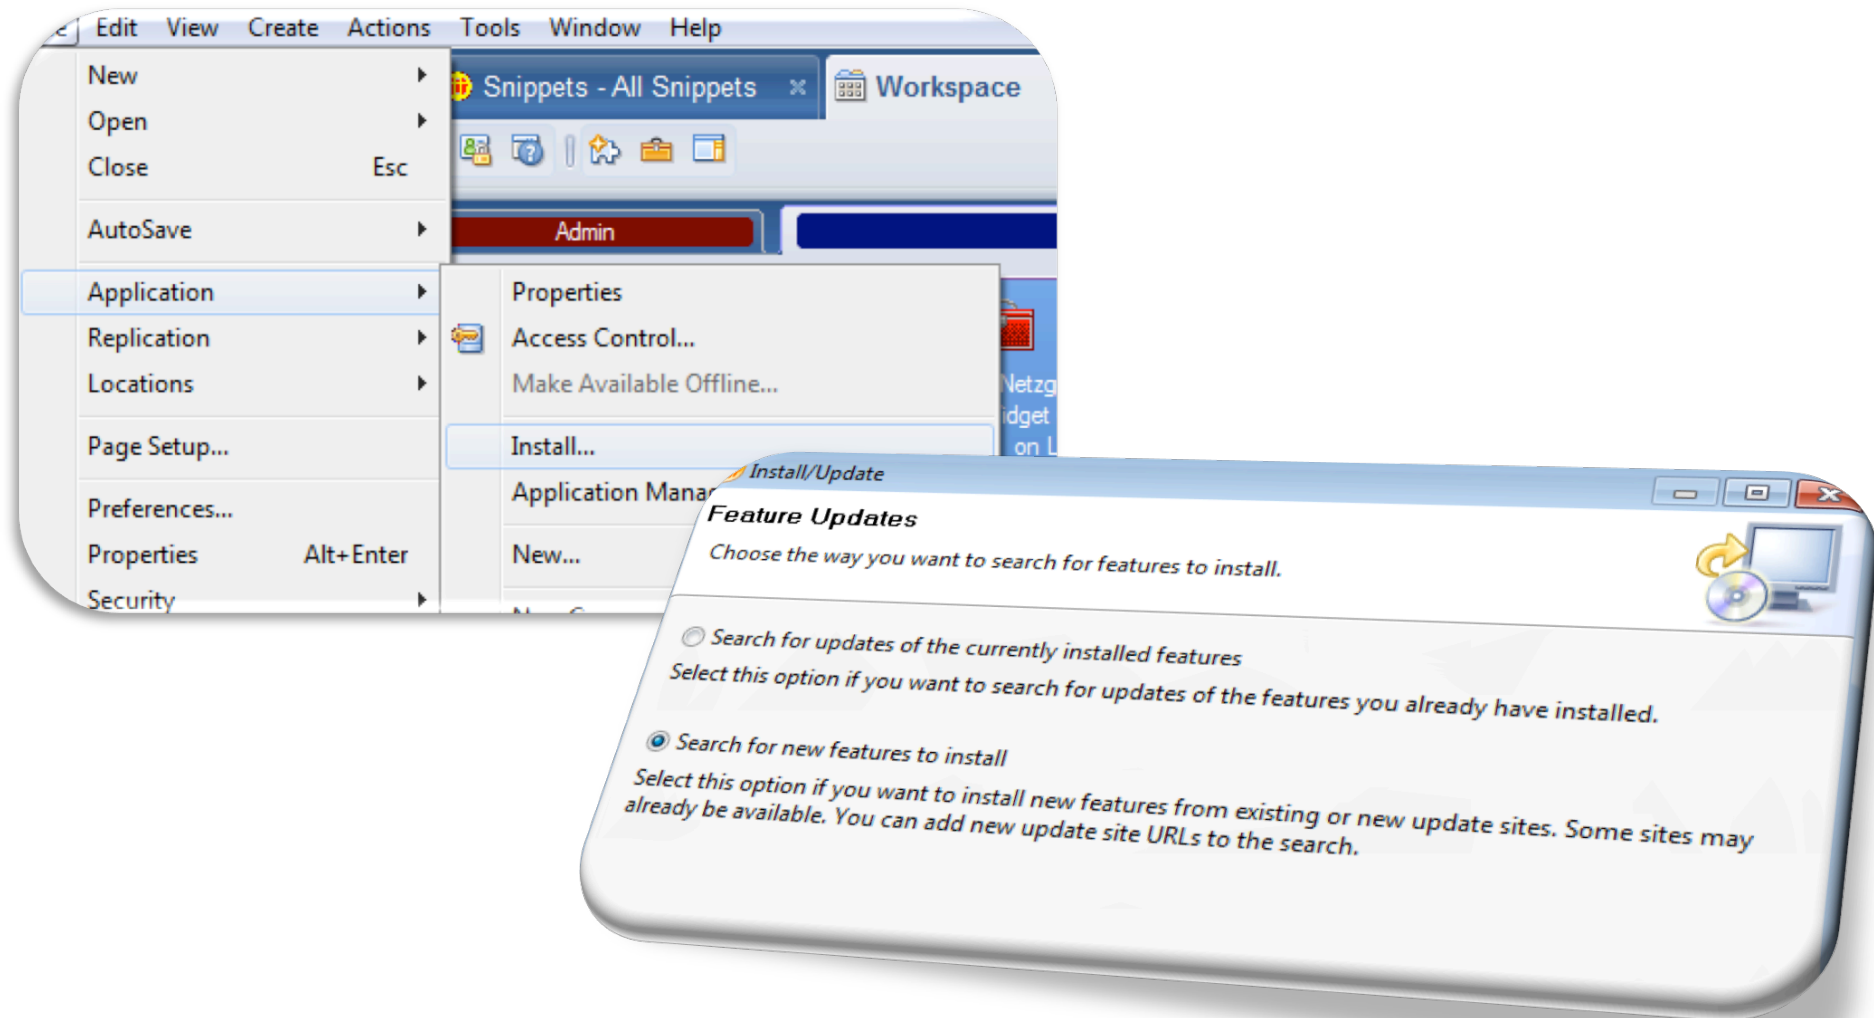 Edit View Create Actions Tools Window Help
New
Open
Close Esc
AutoSave
Application
Replication
Locations
Page Setup...
Preferences...
Properties Alt+Enter
Security
Snippets - All Snippets
Workspace
Admin
Properties
Access Control...
Make Available Offline...
Install...
Application Mana
New...
Netzg
idget
on L
Install/Update
Feature Updates
Choose the way you want to search for features to install.
Search for updates of the currently installed features
Select this option if you want to search for updates of the features you already have installed.
Search for new features to install
Select this option if you want to install new features from existing or new update sites. Some sites may
already be available. You can add new update site URLs to the search.